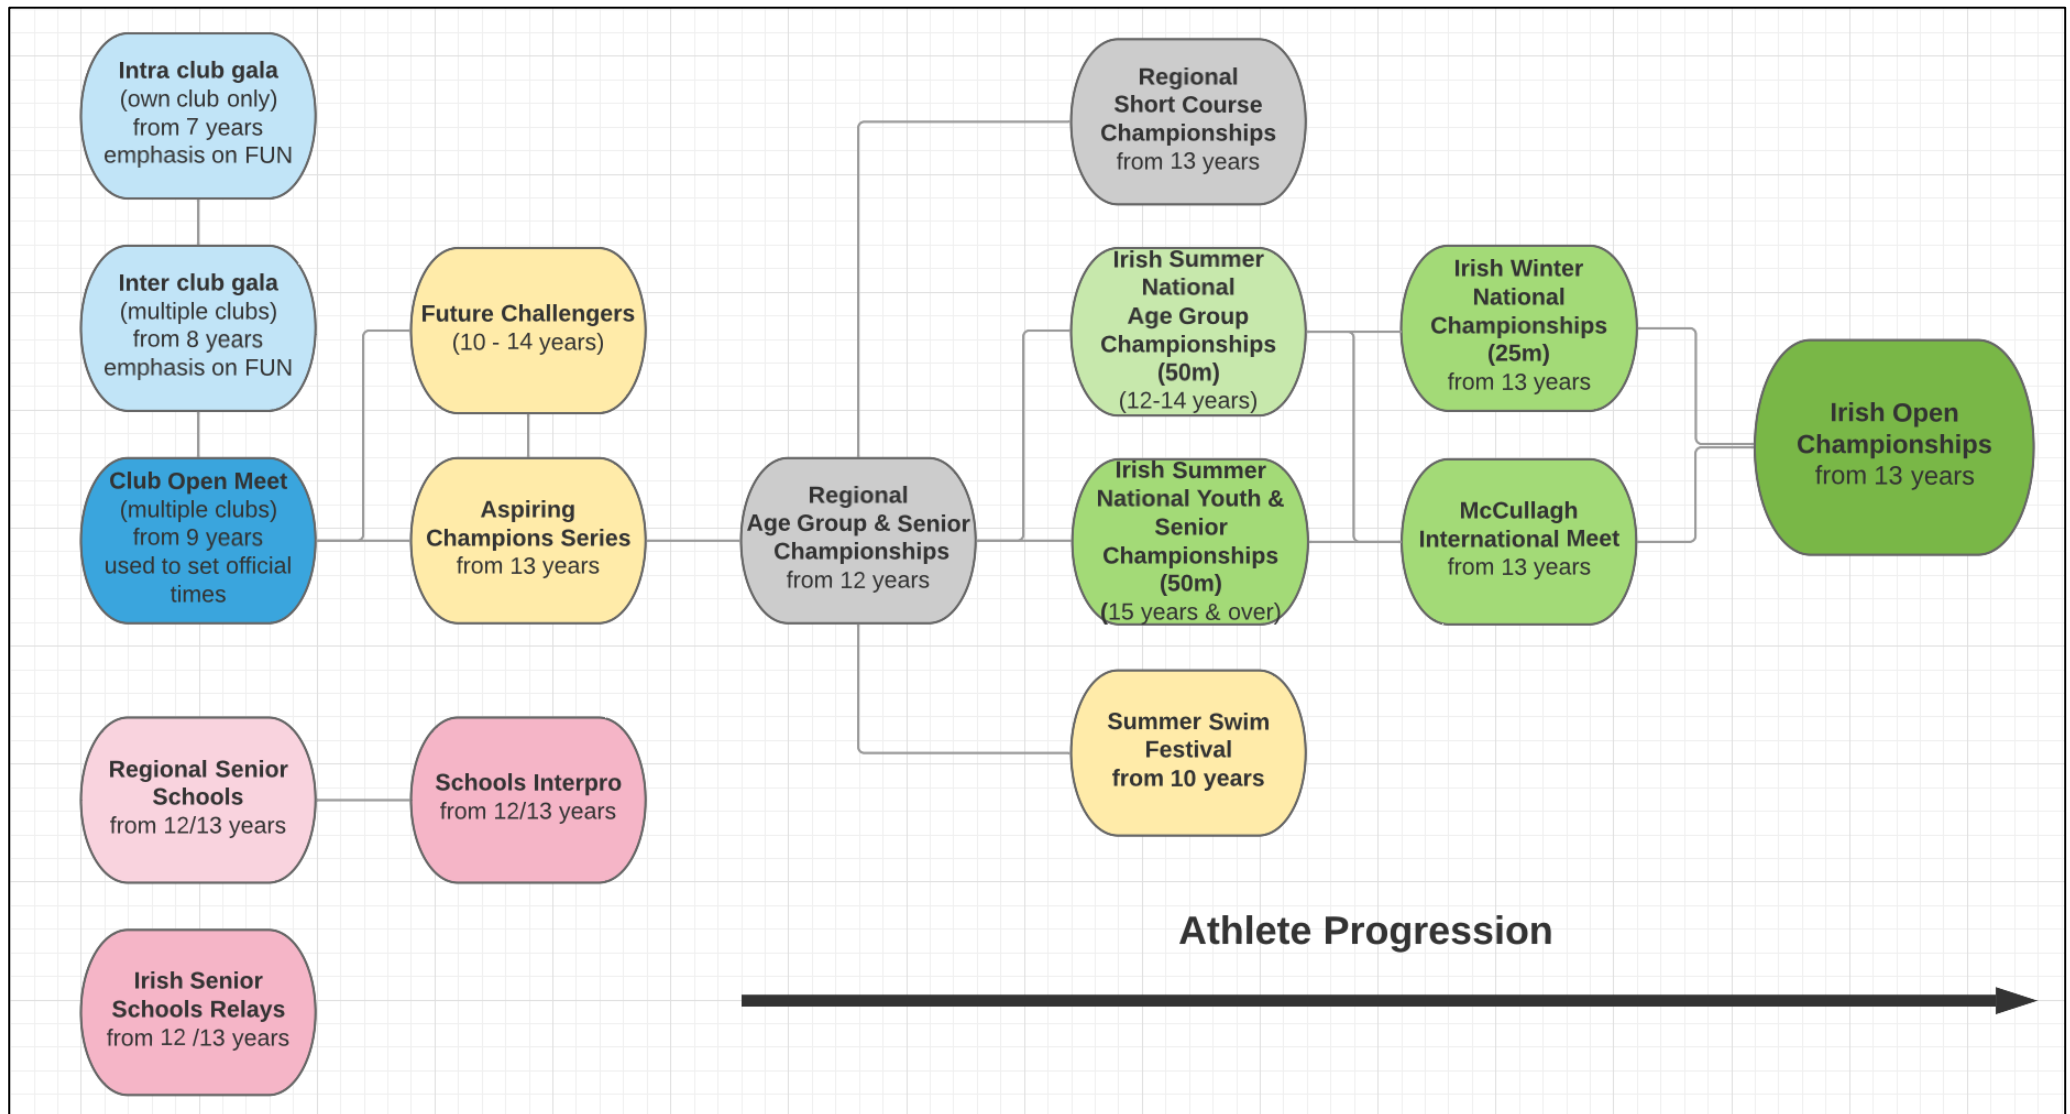 Intra club gala
(own club only)
from 7 years
emphasis on FUN
Inter club gala
(multiple clubs)
from 8 years
emphasis on FUN
Club Open Meet
(multiple clubs)
from 9 years
used to set official
times
Future Challengers
(10 - 14 years)
Aspiring
Champions Series
from 13 years
Regional
Age Group & Senior
Championships
from 12 years
Regional
Short Course
Championships
from 13 years
Irish Summer
National
Age Group
Championships
(50m)
(12-14 years)
Irish Summer
National Youth &
Senior
Championships
(50m)
(15 years & over)
Summer Swim
Festival
from 10 years
Irish Winter
National
Championships
(25m)
from 13 years
McCullagh
International Meet
from 13 years
Irish Open
Championships
from 13 years
Regional Senior
Schools
from 12/13 years
Schools Interpro
from 12/13 years
Irish Senior
Schools Relays
from 12 /13 years
Athlete Progression